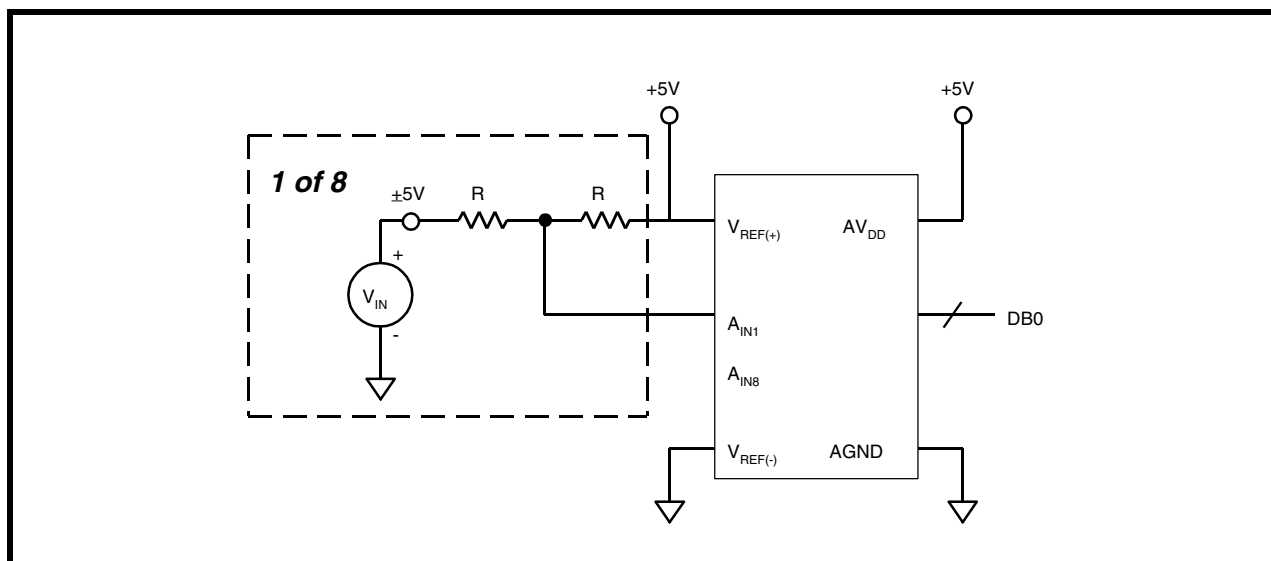 +5V
+5V
1 of 8
±5V
R
R
+
V_IN
-
V_REF(+)
AV_DD
A_IN1
DB0
A_IN8
V_REF(-)
AGND